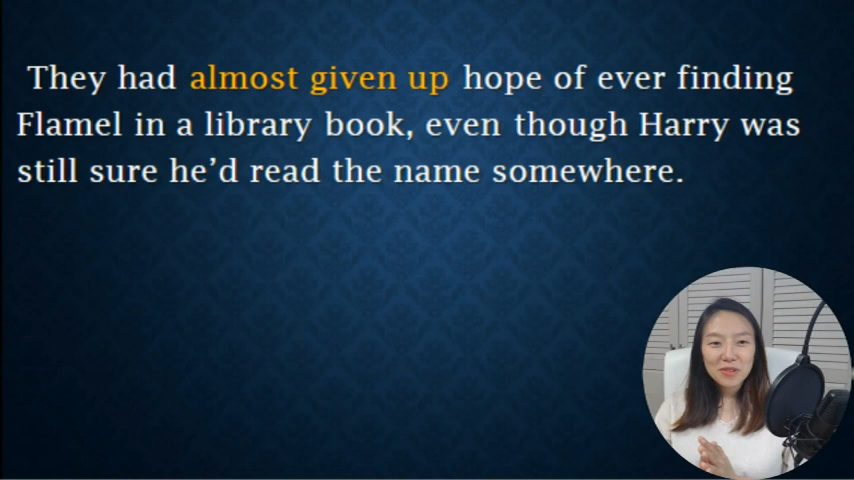 They had almost given up hope of ever finding
Flamel in a library book, even though Harry was
still sure he’d read the name somewhere.